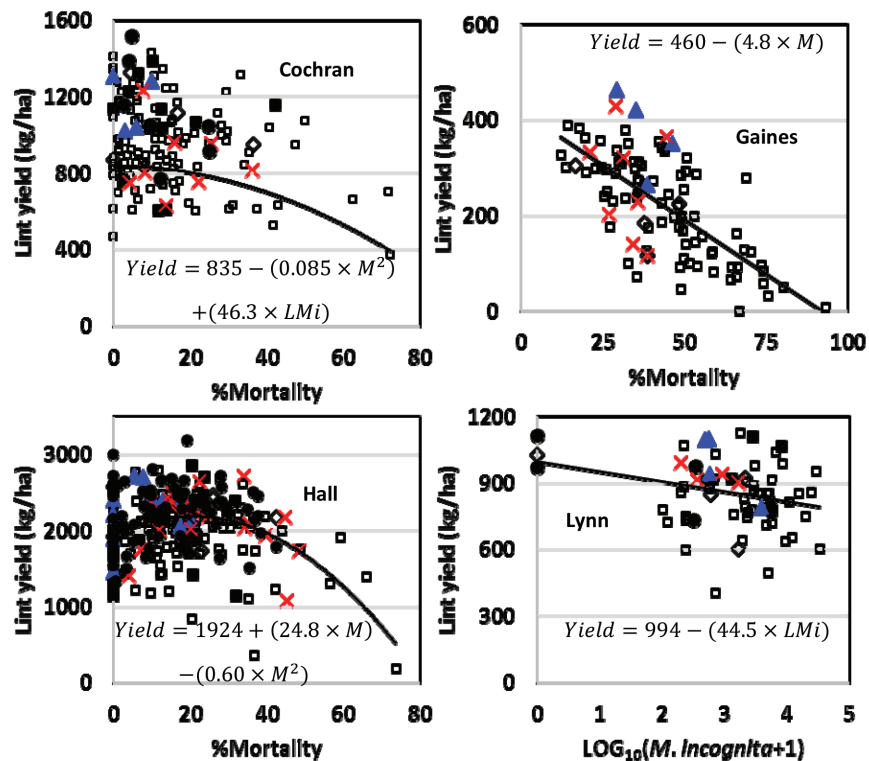 1600
1200
800
400
0
Lint yield (kg/ha)
Cochran
Yield = 835 − (0.085 × M²)
+(46.3 × LMi)
0 20 40 60 80
%Mortality
Yield = 460 − (4.8 × M)
600
400
200
0
Lint yield (kg/ha)
Gaines
0 25 50 75 100
%Mortality
3000
2000
1000
0
Lint yield (kg/ha)
Hall
Yield = 1924 + (24.8 × M)
−(0.60 × M²)
0 20 40 60 80
%Mortality
1200
900
600
300
0
Lint yield (kg/ha)
Lynn
Yield = 994 − (44.5 × LMi)
0 1 2 3 4 5
LOG₁₀(M. incognita+1)